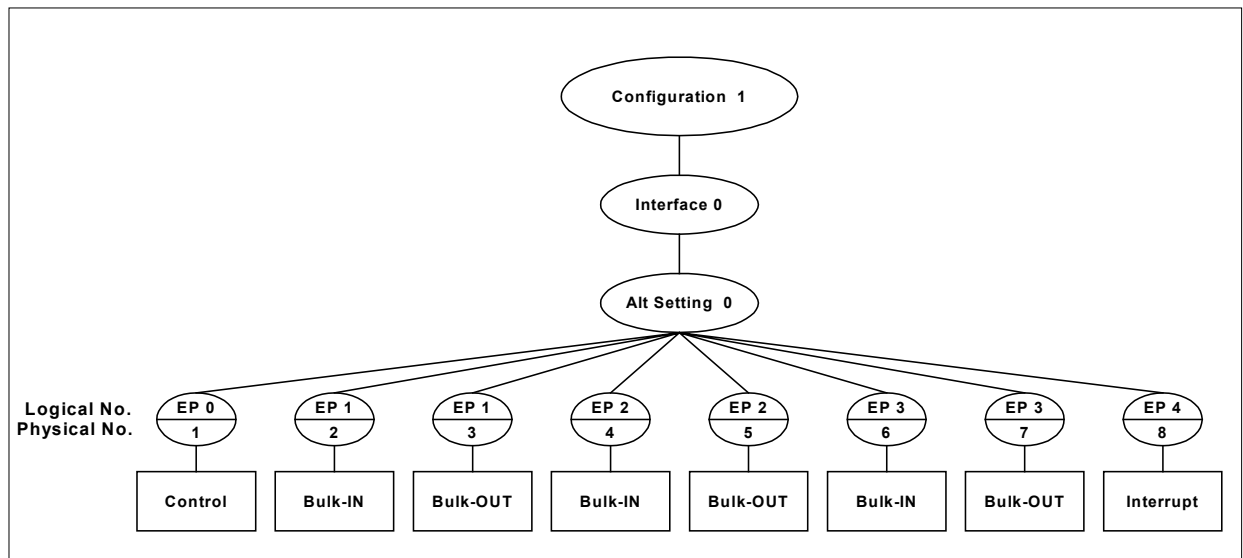 Configuration 1
Interface 0
Alt Setting 0
Logical No. EP 0 EP 1 EP 1 EP 2 EP 2 EP 3 EP 3 EP 4
Physical No. 1 2 3 4 5 6 7 8
Control Bulk-IN Bulk-OUT Bulk-IN Bulk-OUT Bulk-IN Bulk-OUT Interrupt